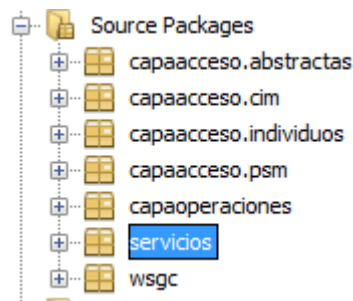 Source Packages
capaacceso.abstractas
capaacceso.cim
capaacceso.individuos
capaacceso.psm
capaoperaciones
servicios
wsgc